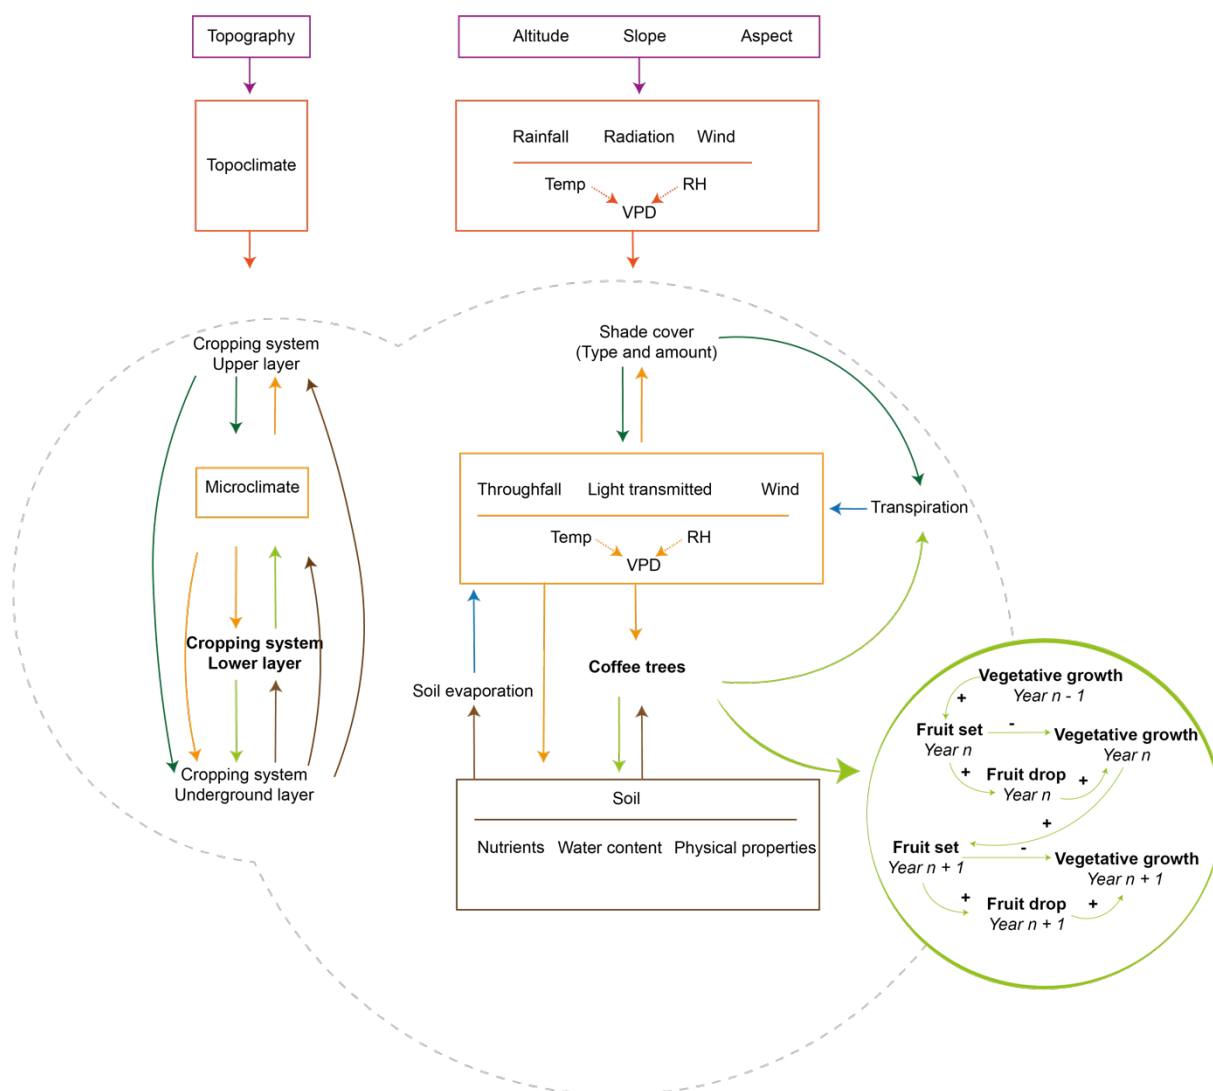 Topography
Altitude Slope Aspect
Topoclimate
Rainfall Radiation Wind
Temp RH
VPD
Cropping system
Upper layer
Shade cover
(Type and amount)
Microclimate
Throughfall Light transmitted Wind
Temp RH
VPD
Transpiration
Cropping system
Lower layer
Coffee trees
Soil evaporation
Cropping system
Underground layer
Soil
Nutrients Water content Physical properties
Vegetative growth
Year n - 1
+
Fruit set
Year n
-
Vegetative growth
Year n
+
Fruit drop
Year n
+
+
Fruit set
Year n + 1
-
Vegetative growth
Year n + 1
+
Fruit drop
Year n + 1
+